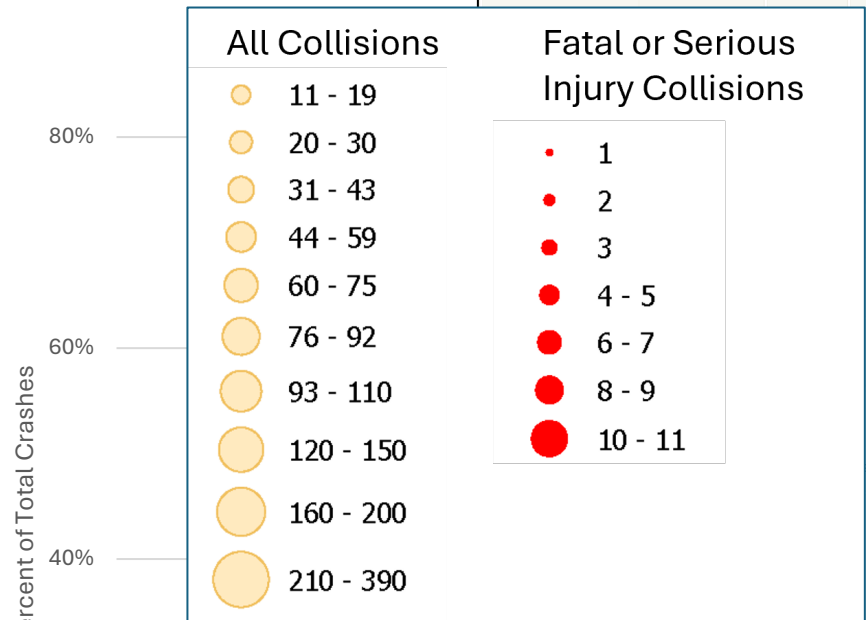 All Collisions
11 - 19
20 - 30
31 - 43
44 - 59
60 - 75
76 - 92
93 - 110
120 - 150
160 - 200
210 - 390
Fatal or Serious
Injury Collisions
1
2
3
4 - 5
6 - 7
8 - 9
10 - 11
80%
60%
40%
of Total Crashes